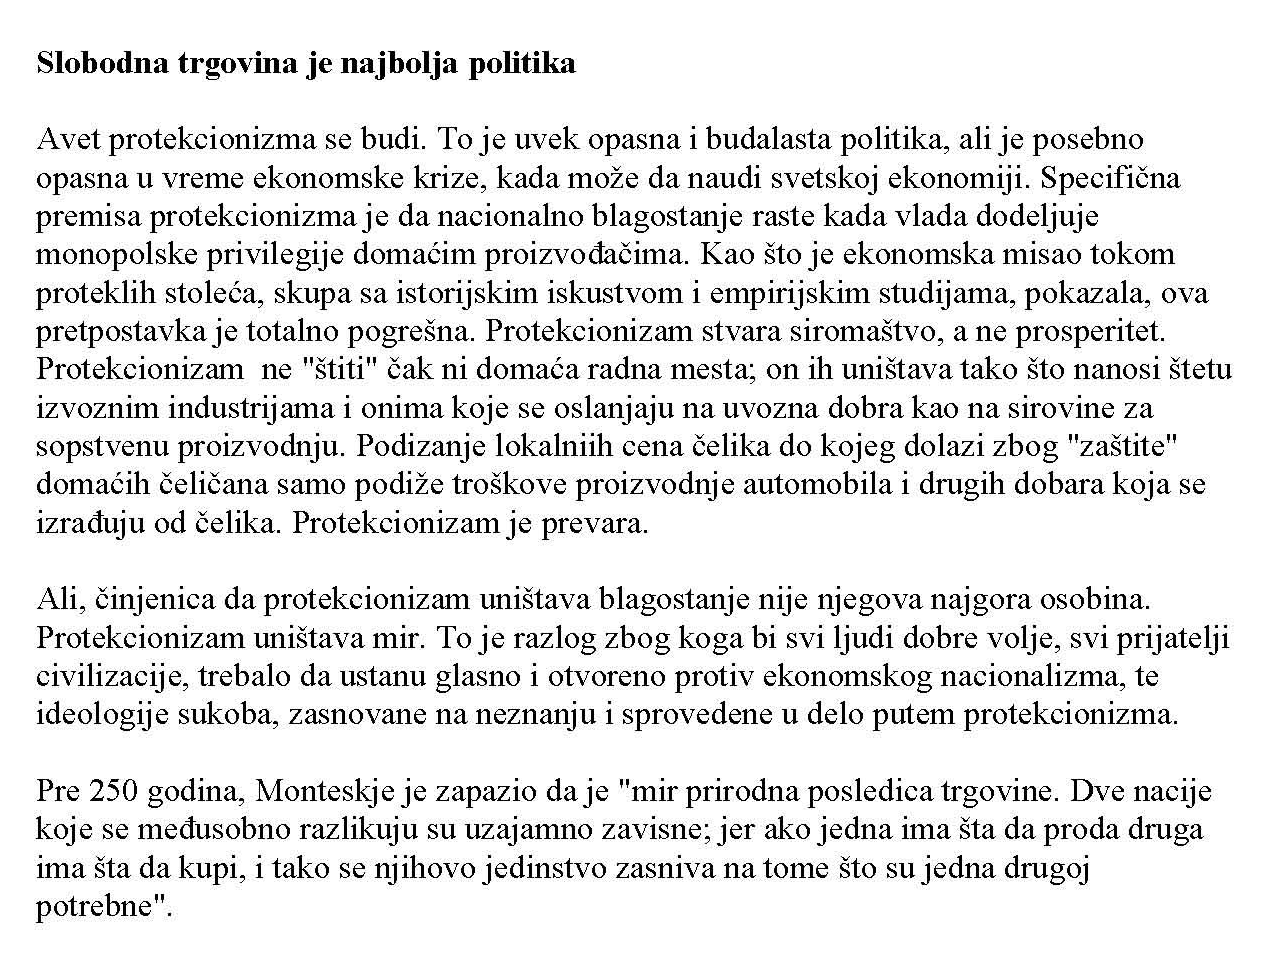 Slobodna trgovina je najbolja politika
Avet protekcionizma se budi. To je uvek opasna i budalasta politika, ali je posebno
opasna u vreme ekonomske krize, kada može da naudi svetskoj ekonomiji. Specifična
premisa protekcionizma je da nacionalno blagostanje raste kada vlada dodeljuje
monopolske privilegije domaćim proizvođačima. Kao što je ekonomska misao tokom
proteklih stoleća, skupa sa istorijskim iskustvom i empirijskim studijama, pokazala, ova
pretpostavka je totalno pogrešna. Protekcionizam stvara siromaštvo, a ne prosperitet.
Protekcionizam  ne "štiti" čak ni domaća radna mesta; on ih uništava tako što nanosi štetu
izvoznim industrijama i onima koje se oslanjaju na uvozna dobra kao na sirovine za
sopstvenu proizvodnju. Podizanje lokalniih cena čelika do kojeg dolazi zbog "zaštite"
domaćih čeličana samo podiže troškove proizvodnje automobila i drugih dobara koja se
izrađuju od čelika. Protekcionizam je prevara.
Ali, činjenica da protekcionizam uništava blagostanje nije njegova najgora osobina.
Protekcionizam uništava mir. To je razlog zbog koga bi svi ljudi dobre volje, svi prijatelji
civilizacije, trebalo da ustanu glasno i otvoreno protiv ekonomskog nacionalizma, te
ideologije sukoba, zasnovane na neznanju i sprovedene u delo putem protekcionizma.
Pre 250 godina, Monteskje je zapazio da je "mir prirodna posledica trgovine. Dve nacije
koje se međusobno razlikuju su uzajamno zavisne; jer ako jedna ima šta da proda druga
ima šta da kupi, i tako se njihovo jedinstvo zasniva na tome što su jedna drugoj
potrebne".